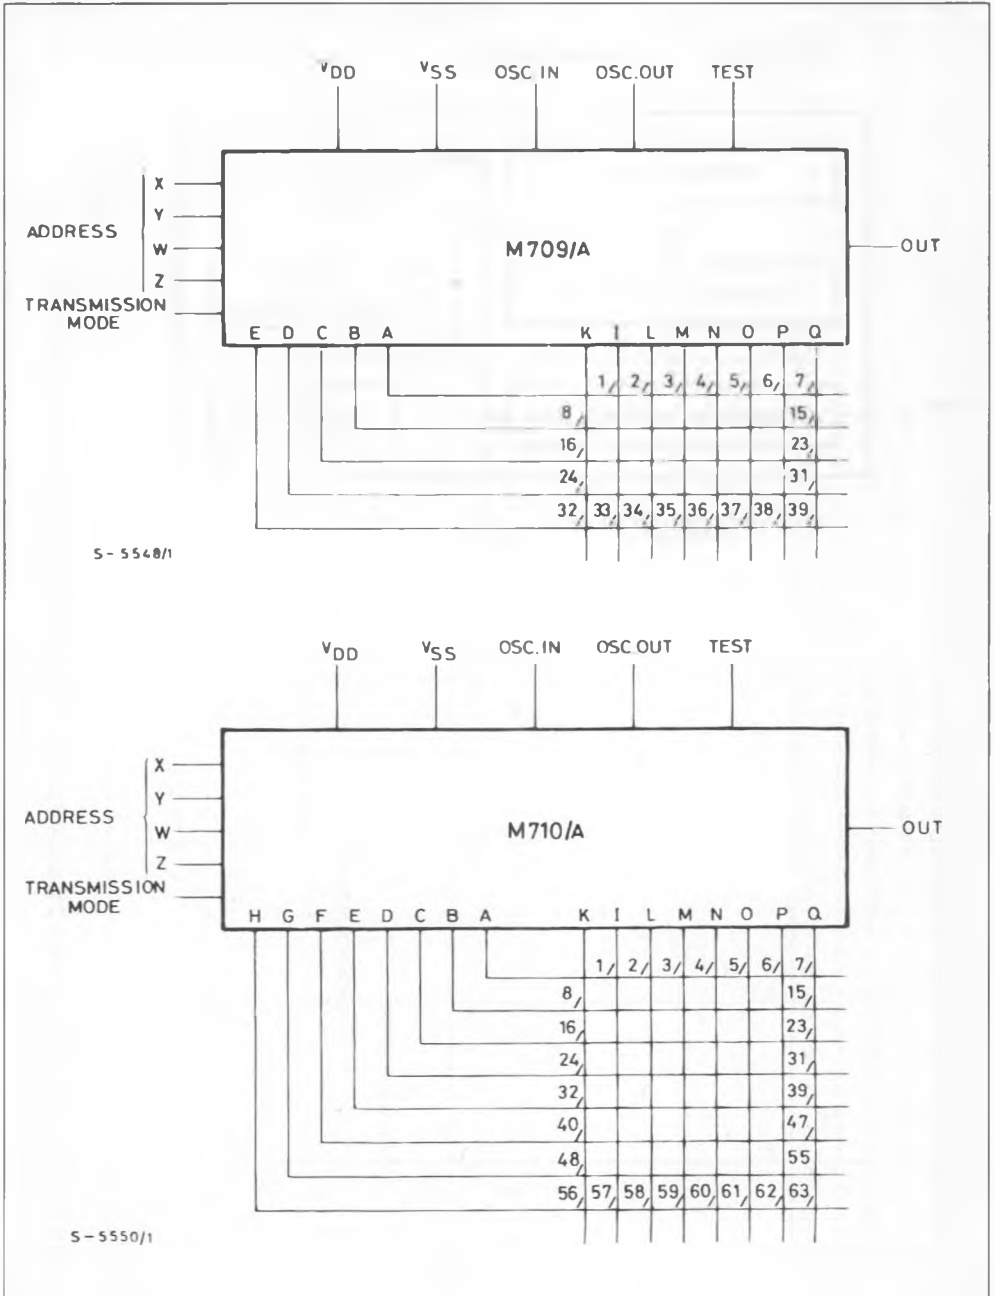 VDD VSS OSC. IN OSC.OUT TEST
X
Y
ADDRESS
W
M709/A
OUT
Z
TRANSMISSION
MODE
E D C B A K I L M N O P Q
1/ 2/ 3/ 4/ 5/ 6/ 7/
8/ 15/
16/ 23/
24/ 31/
32/ 33/ 34/ 35/ 36/ 37/ 38/ 39/
S-5548/1
VDD VSS OSC.IN OSC.OUT TEST
X
Y
ADDRESS
W
M710/A
OUT
Z
TRANSMISSION
MODE
H G F E D C B A K I L M N O P Q
1/ 2/ 3/ 4/ 5/ 6/ 7/
8/ 15/
16/ 23/
24/ 31/
32/ 39/
40/ 47/
48/ 55
56/ 57/ 58/ 59/ 60/ 61/ 62/ 63/
S-5550/1